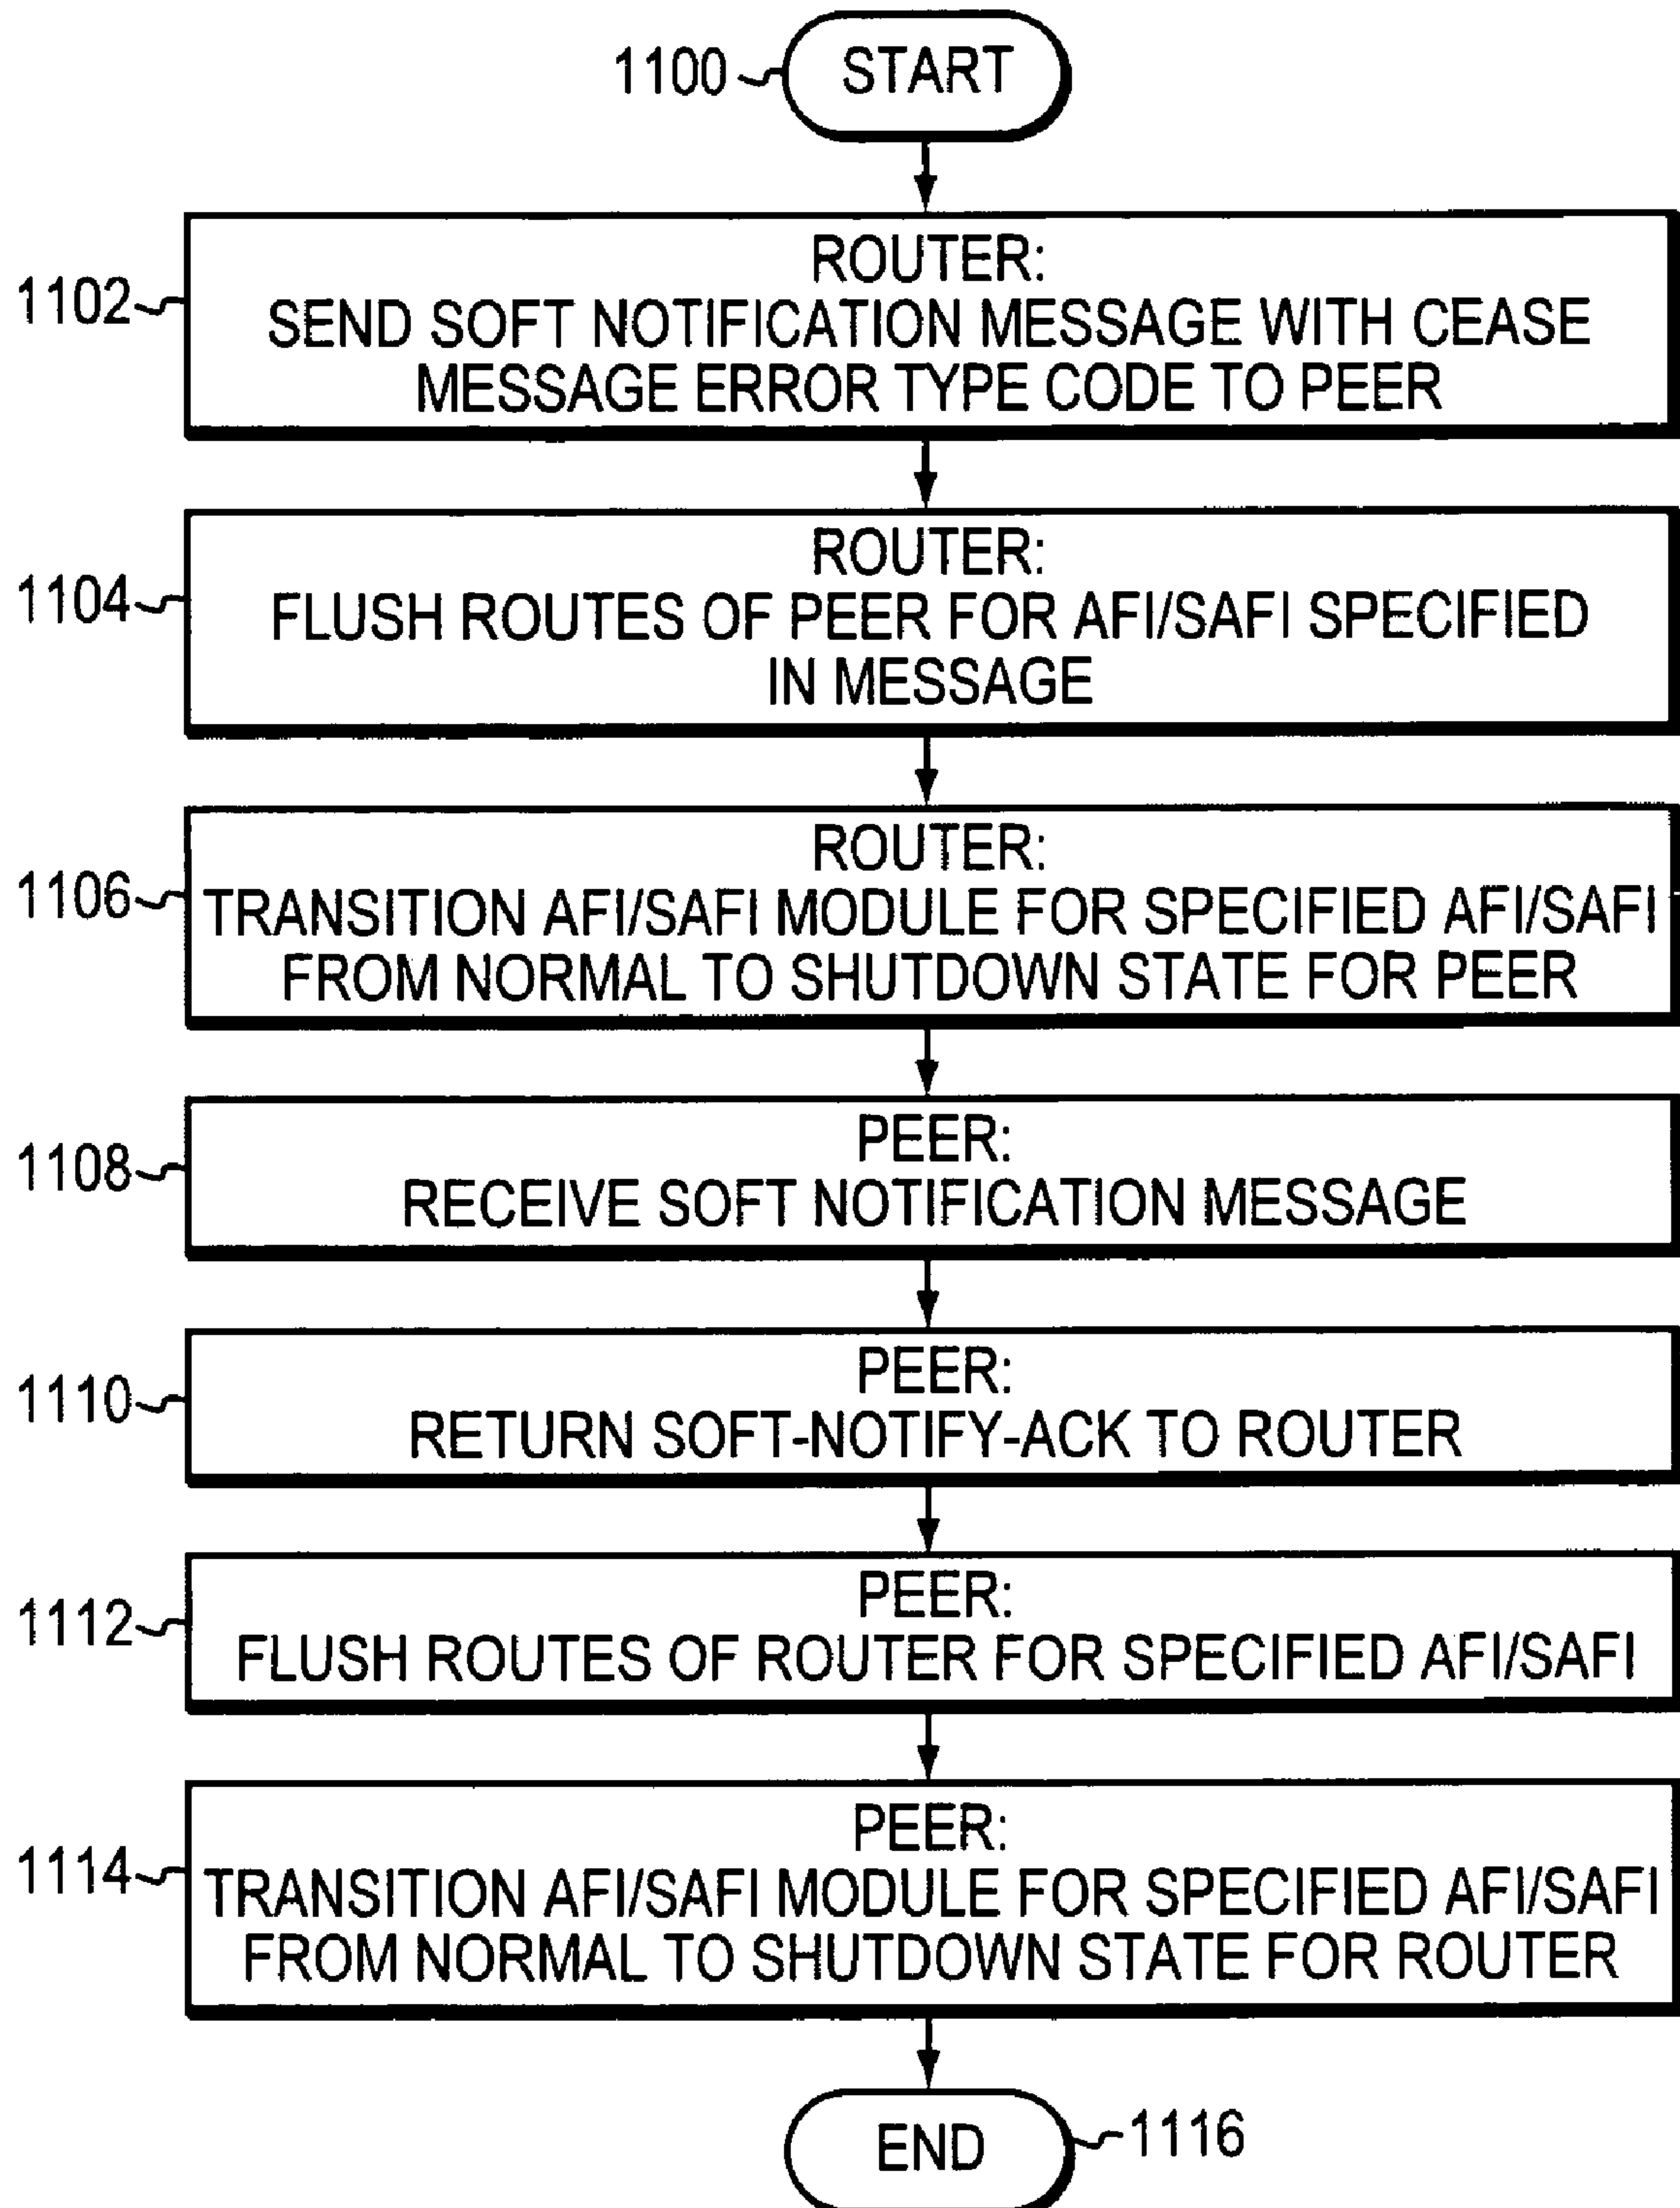 1100
START
1102
ROUTER:
SEND SOFT NOTIFICATION MESSAGE WITH CEASE
MESSAGE ERROR TYPE CODE TO PEER
1104
ROUTER:
FLUSH ROUTES OF PEER FOR AFI/SAFI SPECIFIED
IN MESSAGE
1106
ROUTER:
TRANSITION AFI/SAFI MODULE FOR SPECIFIED AFI/SAFI
FROM NORMAL TO SHUTDOWN STATE FOR PEER
1108
PEER:
RECEIVE SOFT NOTIFICATION MESSAGE
1110
PEER:
RETURN SOFT-NOTIFY-ACK TO ROUTER
1112
PEER:
FLUSH ROUTES OF ROUTER FOR SPECIFIED AFI/SAFI
1114
PEER:
TRANSITION AFI/SAFI MODULE FOR SPECIFIED AFI/SAFI
FROM NORMAL TO SHUTDOWN STATE FOR ROUTER
END
1116